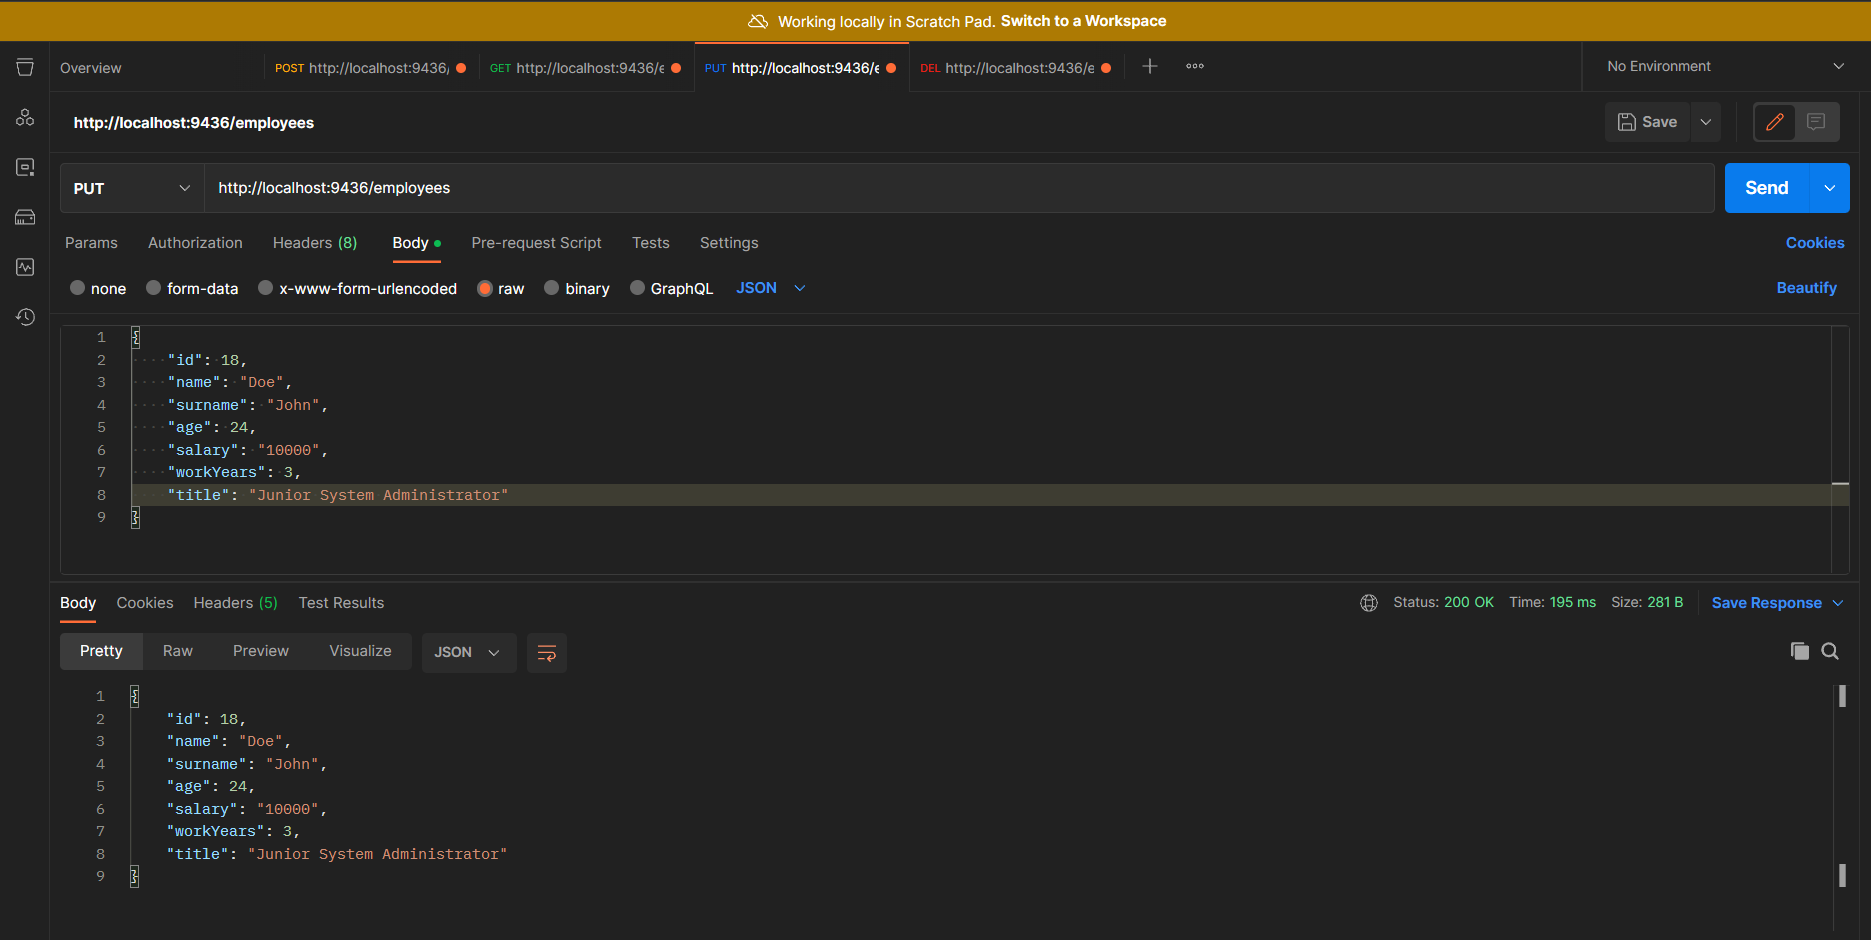 Working locally in Scratch Pad. Switch to a Workspace
Overview
POST http://localhost:9436/
GET http://localhost:9436/e
PUT http://localhost:9436/e
DEL http://localhost:9436/e
No Environment
http://localhost:9436/employees
Save
PUT http://localhost:9436/employees
Send
Params Authorization Headers (8) Body Pre-request Script Tests Settings Cookies
none form-data x-www-form-urlencoded raw binary GraphQL JSON Beautify
1 {
2 "id": 18,
3 "name": "Doe",
4 "surname": "John",
5 "age": 24,
6 "salary": "10000",
7 "workYears": 3,
8 "title": "Junior System Administrator"
9 }
Body Cookies Headers (5) Test Results Status: 200 OK Time: 195 ms Size: 281 B Save Response
Pretty Raw Preview Visualize JSON
1 {
2 "id": 18,
3 "name": "Doe",
4 "surname": "John",
5 "age": 24,
6 "salary": "10000",
7 "workYears": 3,
8 "title": "Junior System Administrator"
9 }